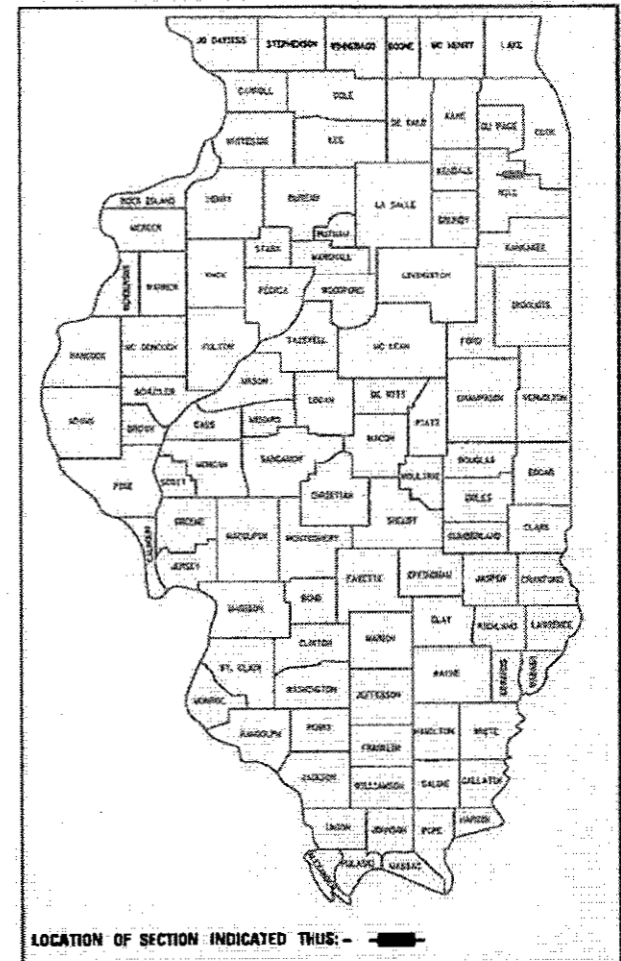 JO DAVIESS STEPHENSON WINNEBAGO BOONE MC HENRY LAKE
CARROLL OGLE DE KALB KANE DU PAGE COOK
WHITESIDE LEE
KENDALL WILL
ROCK ISLAND HENRY BUREAU LA SALLE GRUNDY
MERCER PUTNAM
STARK MARSHALL KANKAKEE
HENDERSON WARREN KNOX PEORIA WOODFORD LIVINGSTON IROQUOIS
HANCOCK MC DONOUGH FULTON TAZEWELL MC LEAN FORD
SCHUYLER MASON LOGAN DE WITT CHAMPAIGN VERMILION
ADAMS BROWN CASS MENARD MACON PIATT
PIKE SCOTT MORGAN SANGAMON CHRISTIAN MOULTRIE DOUGLAS EDGAR
COLES
CALHOUN GREENE MACOUPIN MONTGOMERY SHELBY CUMBERLAND CLARK
JERSEY FAYETTE EFFINGHAM JASPER CRAWFORD
MADISON BOND
CLINTON MARION CLAY RICHLAND LAWRENCE
ST. CLAIR WASHINGTON JEFFERSON WAYNE EDWARDS WABASH
MONROE
RANDOLPH PERRY FRANKLIN HAMILTON WHITE
JACKSON WILLIAMSON SALINE GALLATIN
UNION JOHNSON POPE HARDIN
ALEXANDER PULASKI MASSAC
LOCATION OF SECTION INDICATED THUS: -